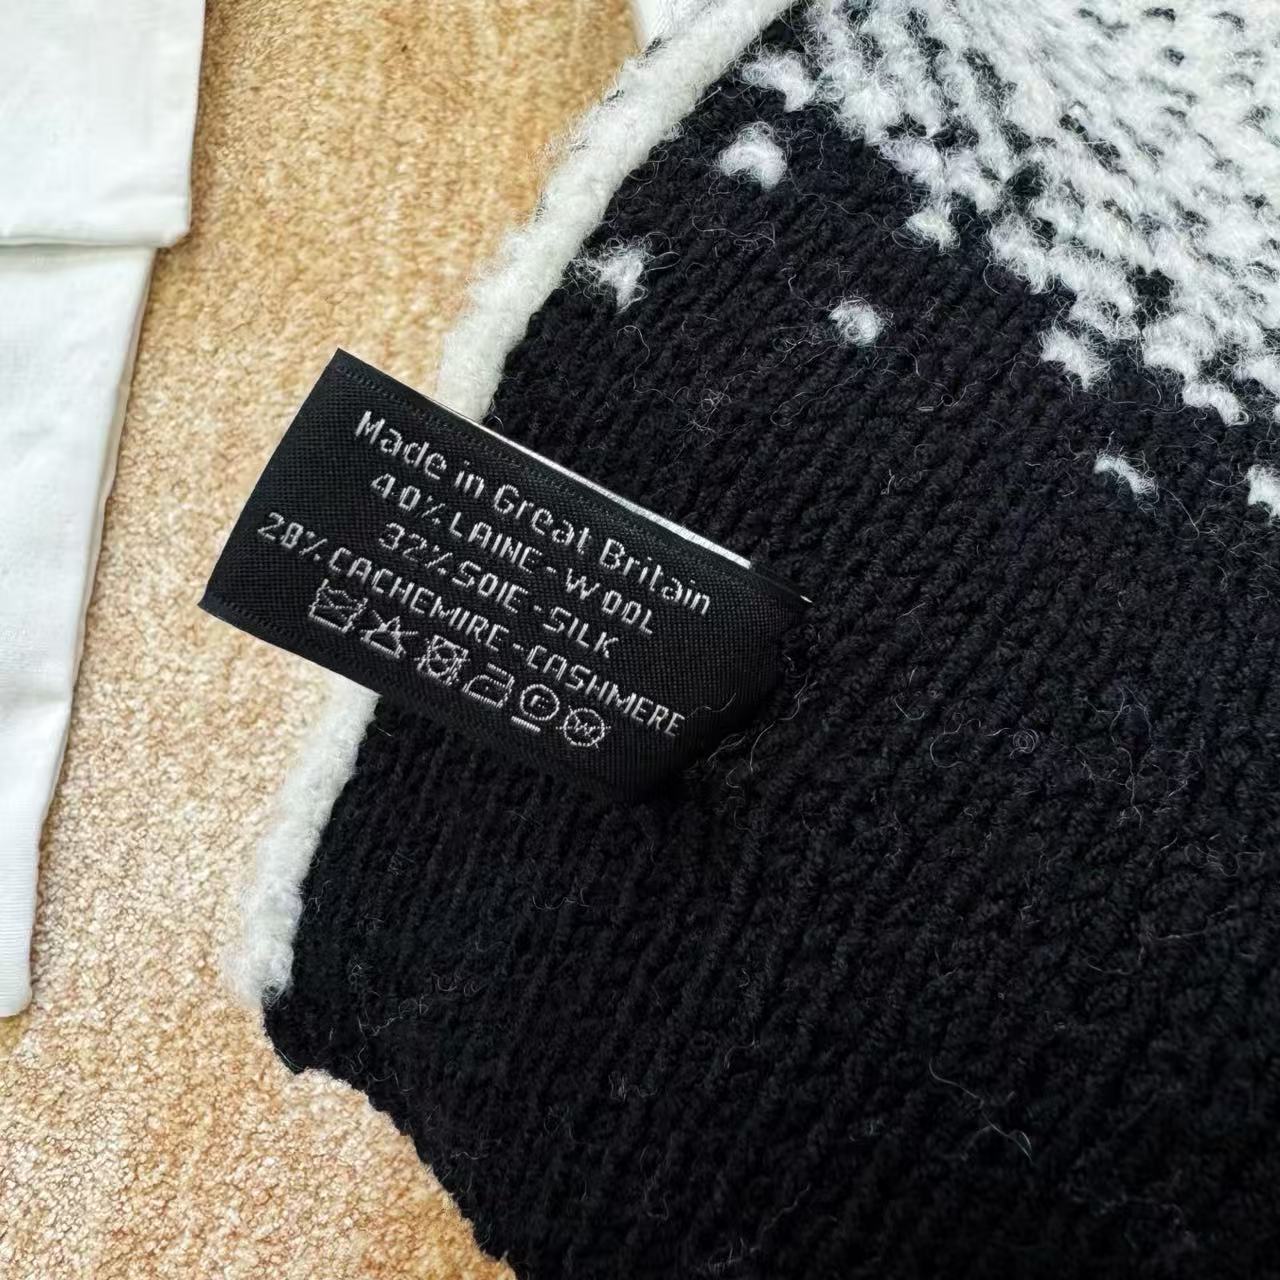 Made in Great Britain
40% LAINE-WOOL
32% SOIE-SILK
28% CACHEMIRE-CASHMERE